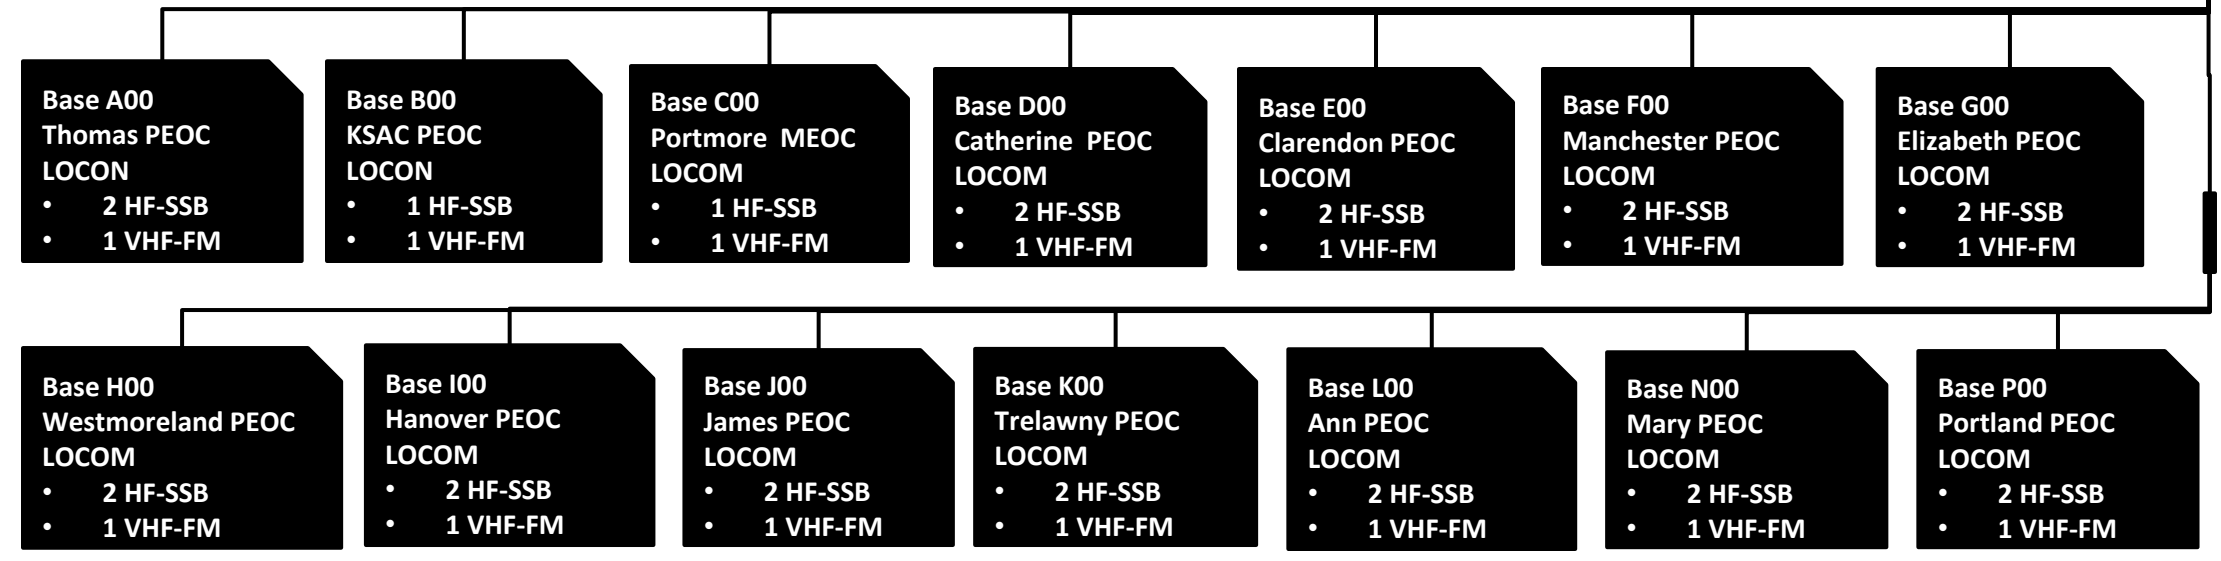 Base A00
Thomas PEOC
LOCON
• 2 HF-SSB
• 1 VHF-FM
Base B00
KSAC PEOC
LOCON
• 1 HF-SSB
• 1 VHF-FM
Base C00
Portmore MEOC
LOCOM
• 1 HF-SSB
• 1 VHF-FM
Base D00
Catherine PEOC
LOCOM
• 2 HF-SSB
• 1 VHF-FM
Base E00
Clarendon PEOC
LOCOM
• 2 HF-SSB
• 1 VHF-FM
Base F00
Manchester PEOC
LOCOM
• 2 HF-SSB
• 1 VHF-FM
Base G00
Elizabeth PEOC
LOCOM
• 2 HF-SSB
• 1 VHF-FM
Base H00
Westmoreland PEOC
LOCOM
• 2 HF-SSB
• 1 VHF-FM
Base I00
Hanover PEOC
LOCOM
• 2 HF-SSB
• 1 VHF-FM
Base J00
James PEOC
LOCOM
• 2 HF-SSB
• 1 VHF-FM
Base K00
Trelawny PEOC
LOCOM
• 2 HF-SSB
• 1 VHF-FM
Base L00
Ann PEOC
LOCOM
• 2 HF-SSB
• 1 VHF-FM
Base N00
Mary PEOC
LOCOM
• 2 HF-SSB
• 1 VHF-FM
Base P00
Portland PEOC
LOCOM
• 2 HF-SSB
• 1 VHF-FM